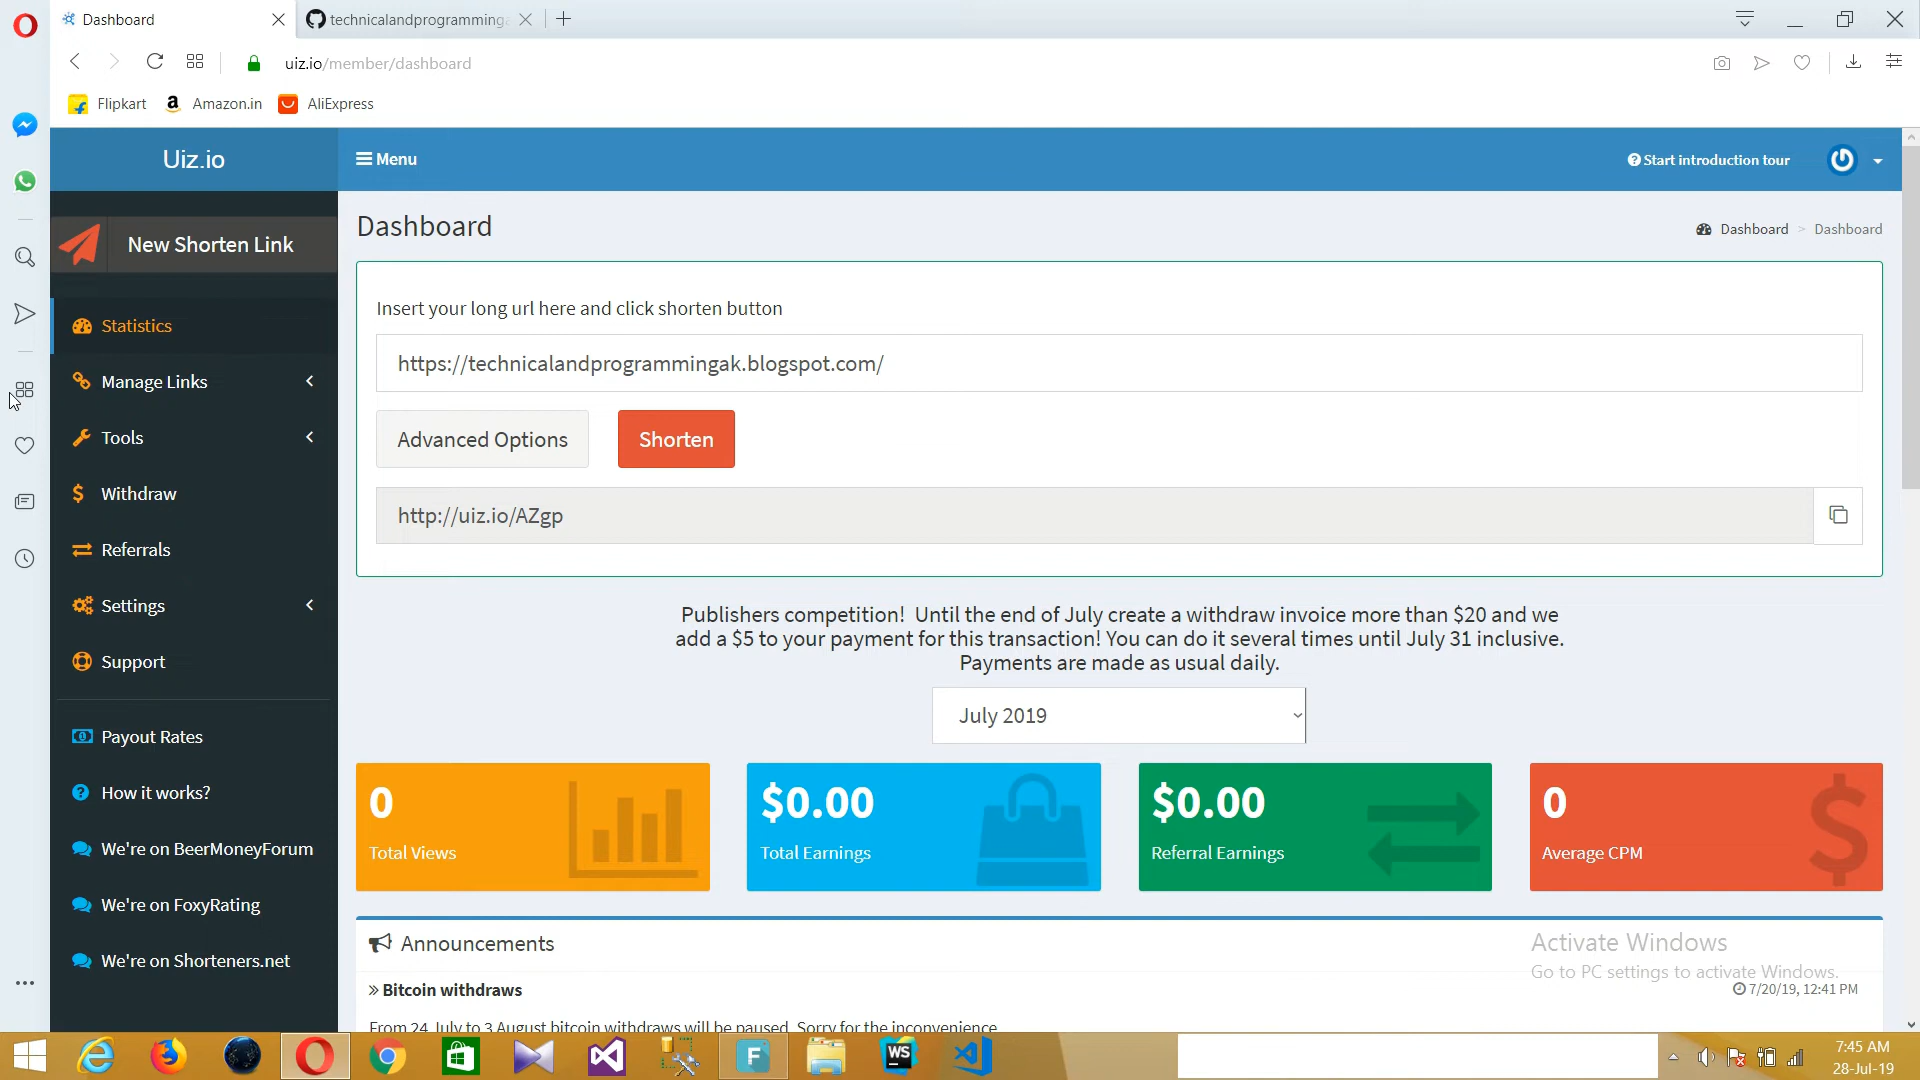 Dashboard
technicalandprogramminga
uiz.io/member/dashboard
Flipkart
Amazon.in
AliExpress
Uiz.io
Menu
Start introduction tour
New Shorten Link
Dashboard
Dashboard > Dashboard
Insert your long url here and click shorten button
https://technicalandprogrammingak.blogspot.com/
Advanced Options
Shorten
http://uiz.io/AZgp
Statistics
Manage Links
Tools
Withdraw
Referrals
Settings
Support
Payout Rates
How it works?
We're on BeerMoneyForum
We're on FoxyRating
We're on Shorteners.net
Publishers competition! Until the end of July create a withdraw invoice more than $20 and we
add a $5 to your payment for this transaction! You can do it several times until July 31 inclusive.
Payments are made as usual daily.
July 2019
0
Total Views
$0.00
Total Earnings
$0.00
Referral Earnings
0
Average CPM
Announcements
Bitcoin withdraws
7/20/19, 12:41 PM
From 24 July to 3 August bitcoin withdraws will be paused. Sorry for the inconvenience
Activate Windows
Go to PC settings to activate Windows.
F
WS
7:45 AM
28-Jul-19